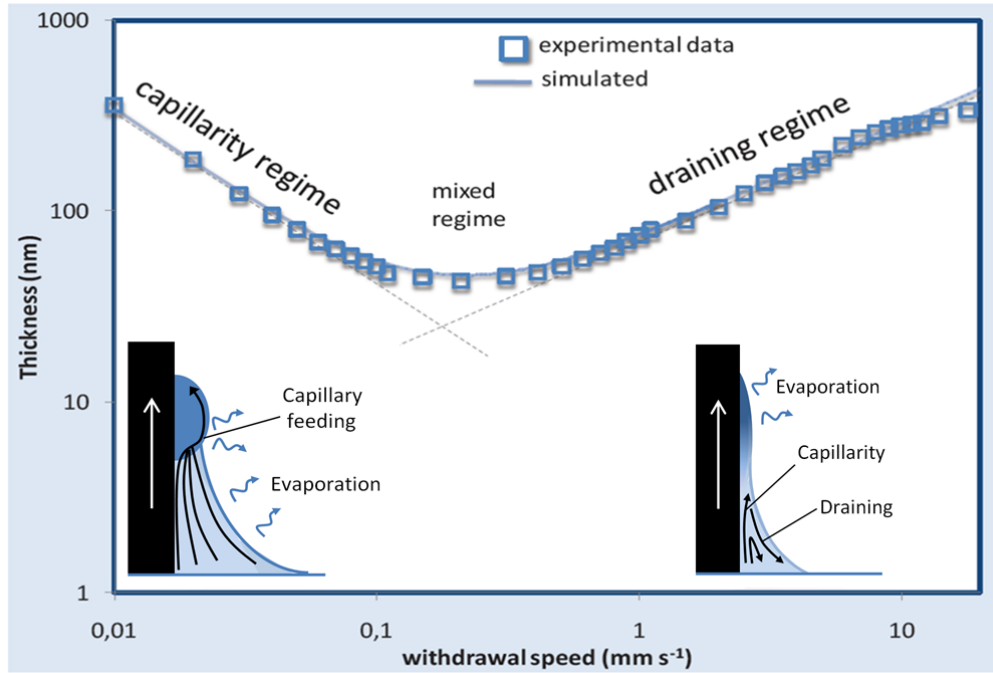 1000
100
10
1
Thickness (nm)
experimental data
simulated
capillarity regime
mixed
regime
draining regime
Capillary
feeding
Evaporation
Evaporation
Capillarity
Draining
0,01
0,1
1
10
withdrawal speed (mm s⁻¹)